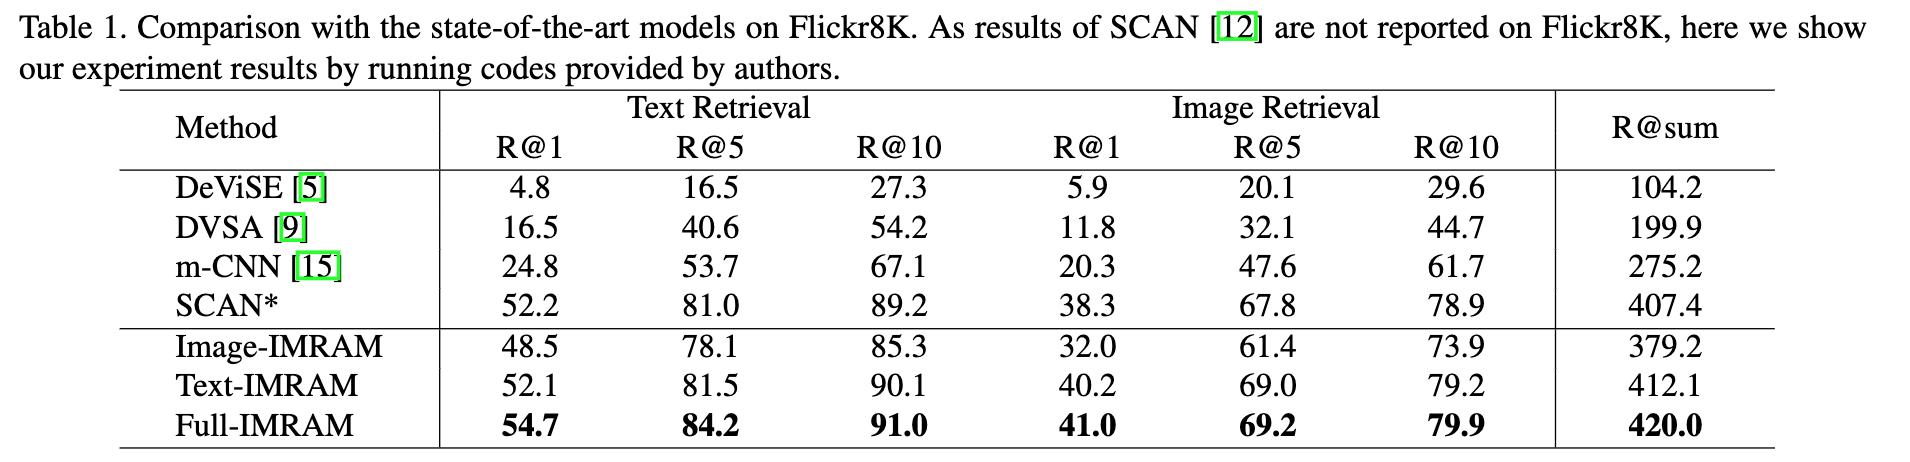 Table 1. Comparison with the state-of-the-art models on Flickr8K. As results of SCAN [12] are not reported on Flickr8K, here we show
our experiment results by running codes provided by authors.
Method Text Retrieval Image Retrieval R@sum
R@1 R@5 R@10 R@1 R@5 R@10
DeViSE [5] 4.8 16.5 27.3 5.9 20.1 29.6 104.2
DVSA [9] 16.5 40.6 54.2 11.8 32.1 44.7 199.9
m-CNN [15] 24.8 53.7 67.1 20.3 47.6 61.7 275.2
SCAN* 52.2 81.0 89.2 38.3 67.8 78.9 407.4
Image-IMRAM 48.5 78.1 85.3 32.0 61.4 73.9 379.2
Text-IMRAM 52.1 81.5 90.1 40.2 69.0 79.2 412.1
Full-IMRAM 54.7 84.2 91.0 41.0 69.2 79.9 420.0